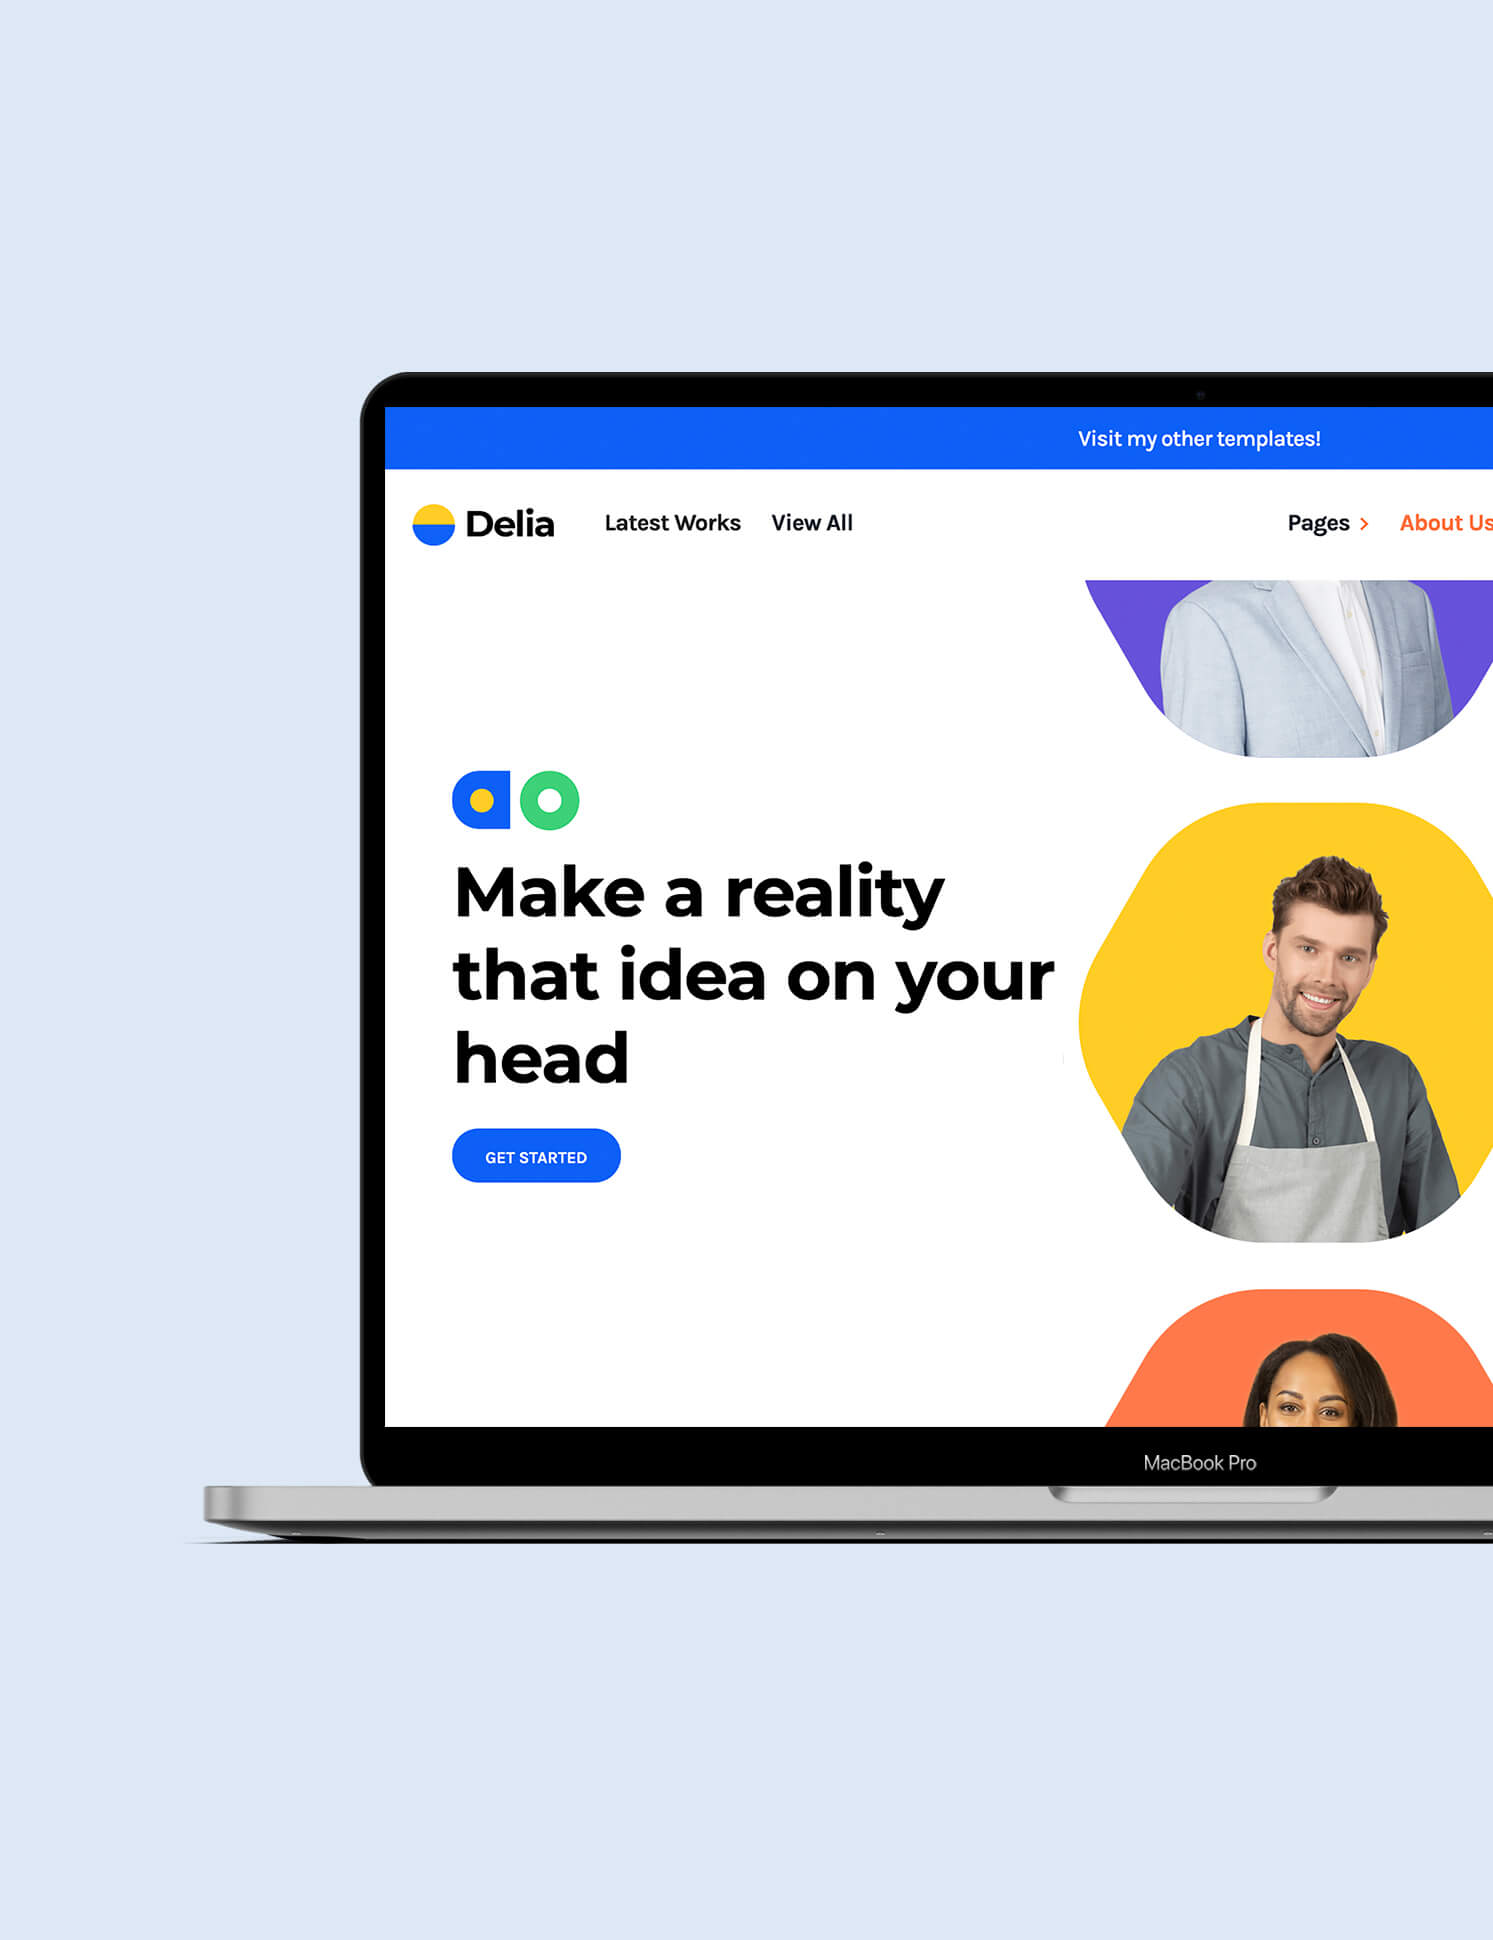 Visit my other templates!
Delia
Latest Works
View All
Pages
About Us
Make a reality
that idea on your
head
GET STARTED
MacBook Pro